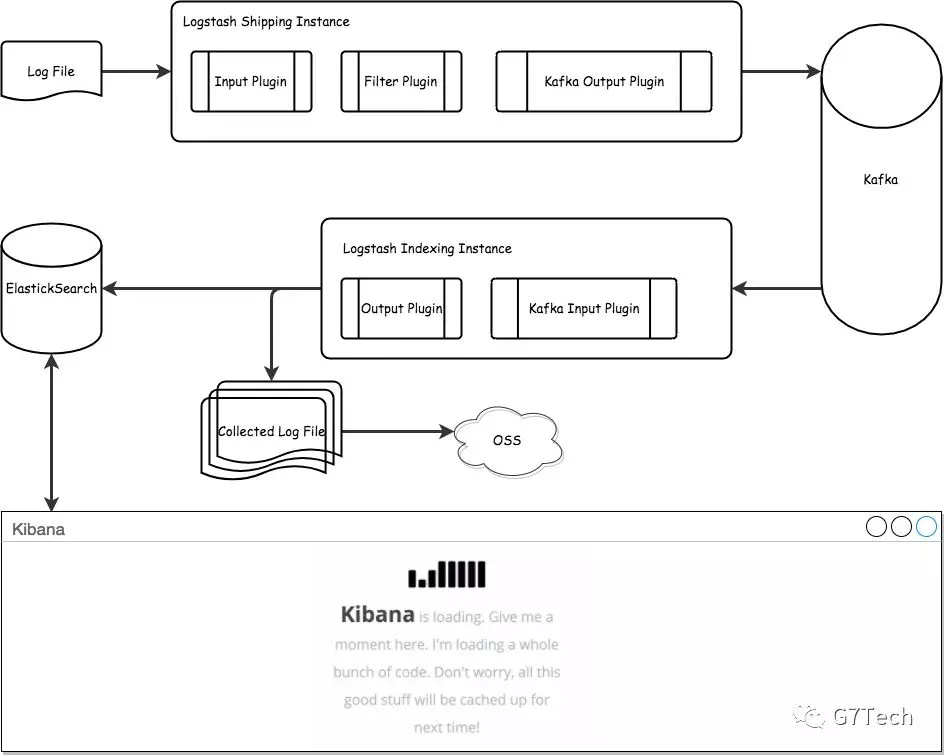 Logstash Shipping Instance
Log File
Input Plugin
Filter Plugin
Kafka Output Plugin
Kafka
Logstash Indexing Instance
ElastickSearch
Output Plugin
Kafka Input Plugin
Collected Log File
OSS
Kibana
Kibana is loading. Give me a
moment here. I'm loading a whole
bunch of code. Don't worry, all this
good stuff will be cached up for
next time!
G7Tech